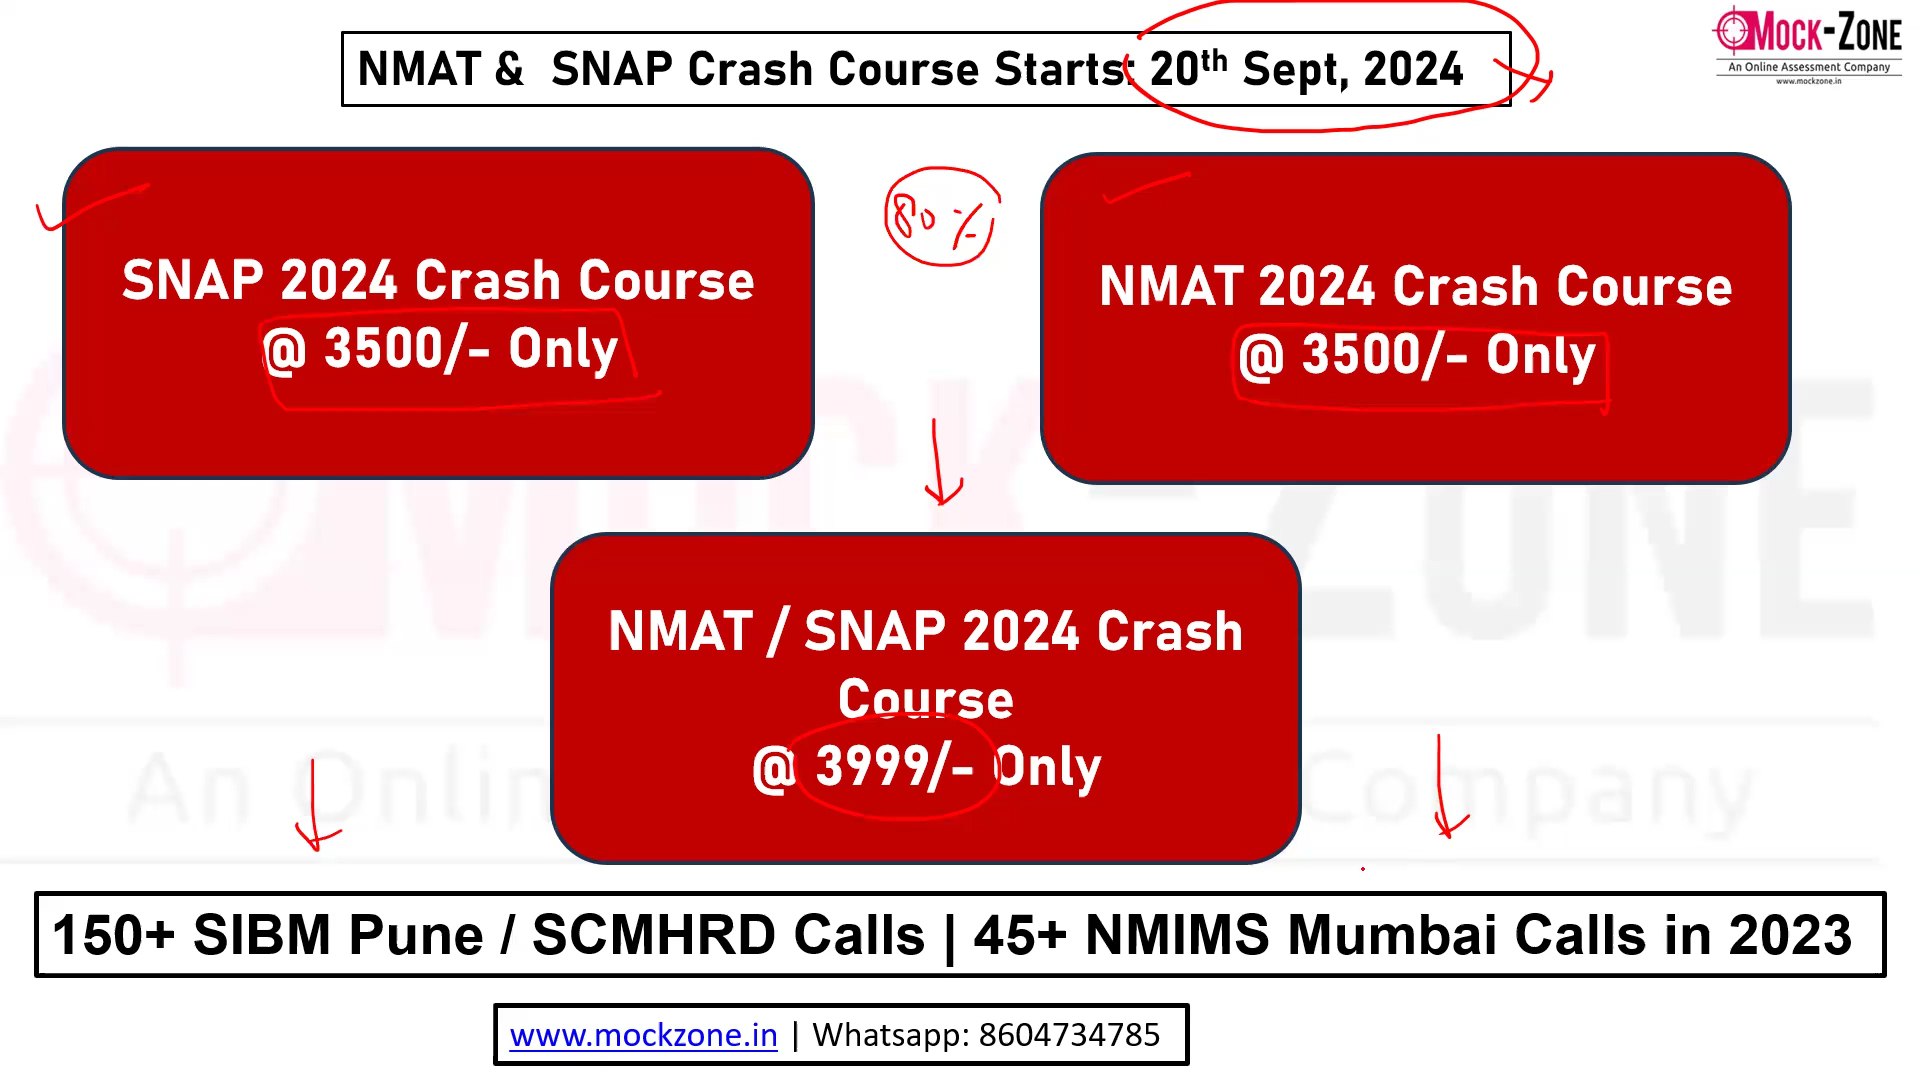 NMAT & SNAP Crash Course Starts: 20th Sept, 2024
MOCK-ZONE
An Online Assessment Company
www.mockzone.in
80%
SNAP 2024 Crash Course
@ 3500/- Only
NMAT 2024 Crash Course
@ 3500/- Only
NMAT / SNAP 2024 Crash
Course
@ 3999/- Only
150+ SIBM Pune / SCMHRD Calls | 45+ NMIMS Mumbai Calls in 2023
www.mockzone.in | Whatsapp: 8604734785